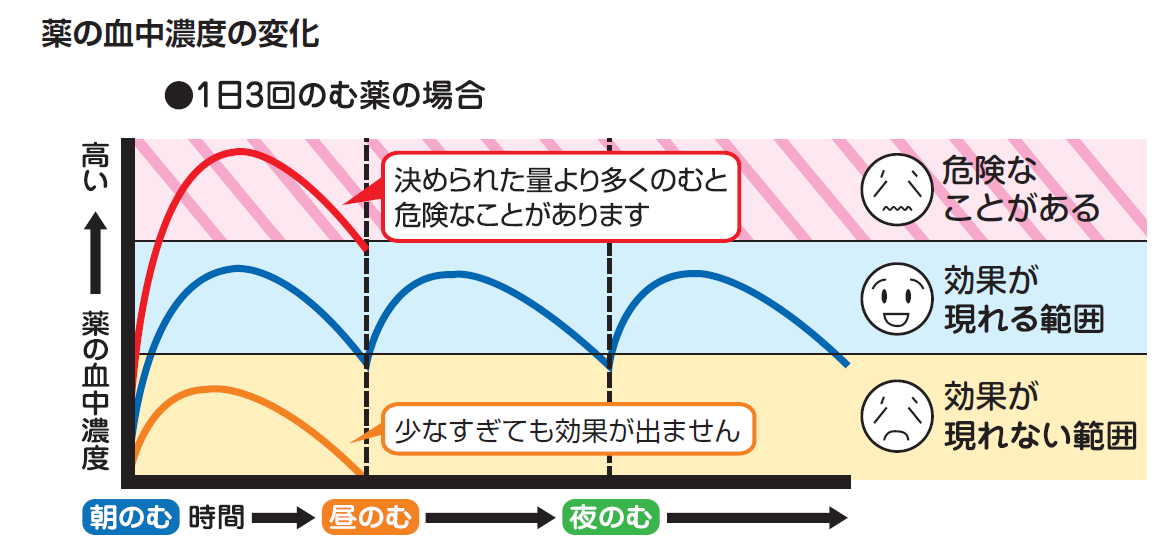 薬の血中濃度の変化
●1日3回のむ薬の場合
高い
薬の血中濃度
決められた量より多くのむと
危険なことがあります
危険な
ことがある
効果が
現れる範囲
少なすぎても効果が出ません
効果が
現れない範囲
朝のむ 時間 昼のむ 夜のむ